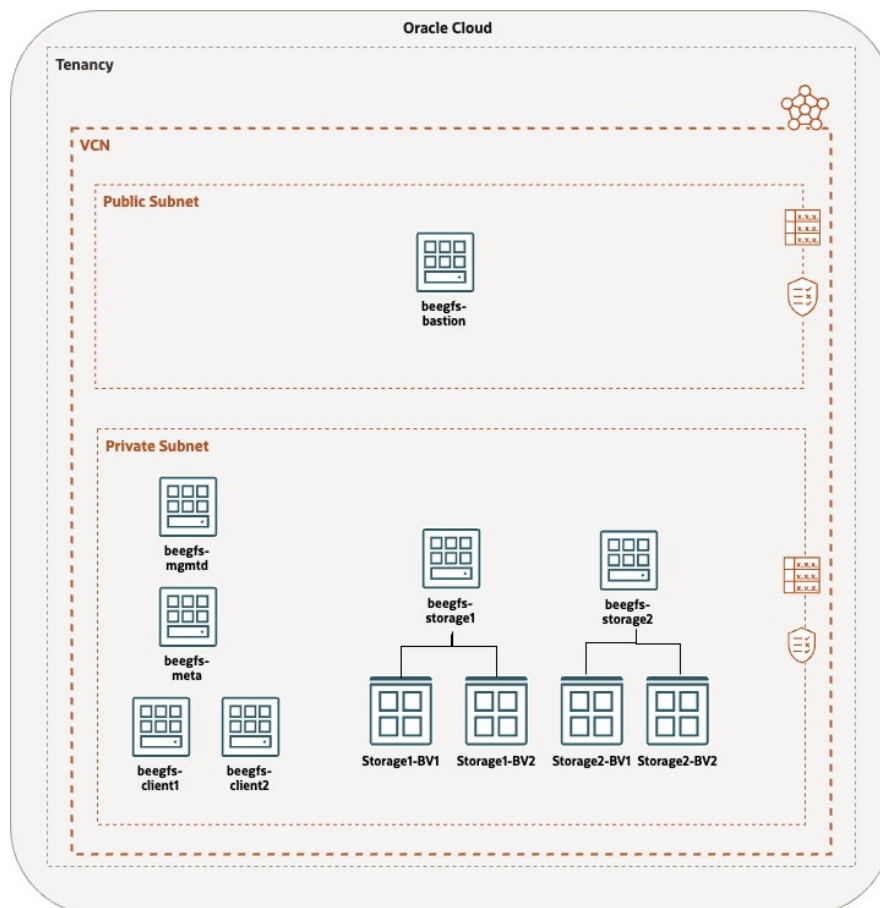 Oracle Cloud
Tenancy
VCN
Public Subnet
beegfs-
bastion
Private Subnet
beegfs-
mgmtd
beegfs-
storage1
beegfs-
storage2
beegfs-
meta
beegfs-
client1
beegfs-
client2
Storage1-BV1
Storage1-BV2
Storage2-BV1
Storage2-BV2